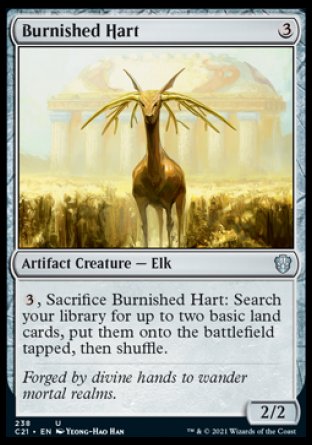 Burnished Hart 3
Artifact Creature — Elk
3, Sacrifice Burnished Hart: Search
your library for up to two basic land
cards, put them onto the battlefield
tapped, then shuffle.
Forged by divine hands to wander
mortal realms.
2/2
238 U
C21 • EN Yeong-Hao Han ™ & © 2021 Wizards of the Coast